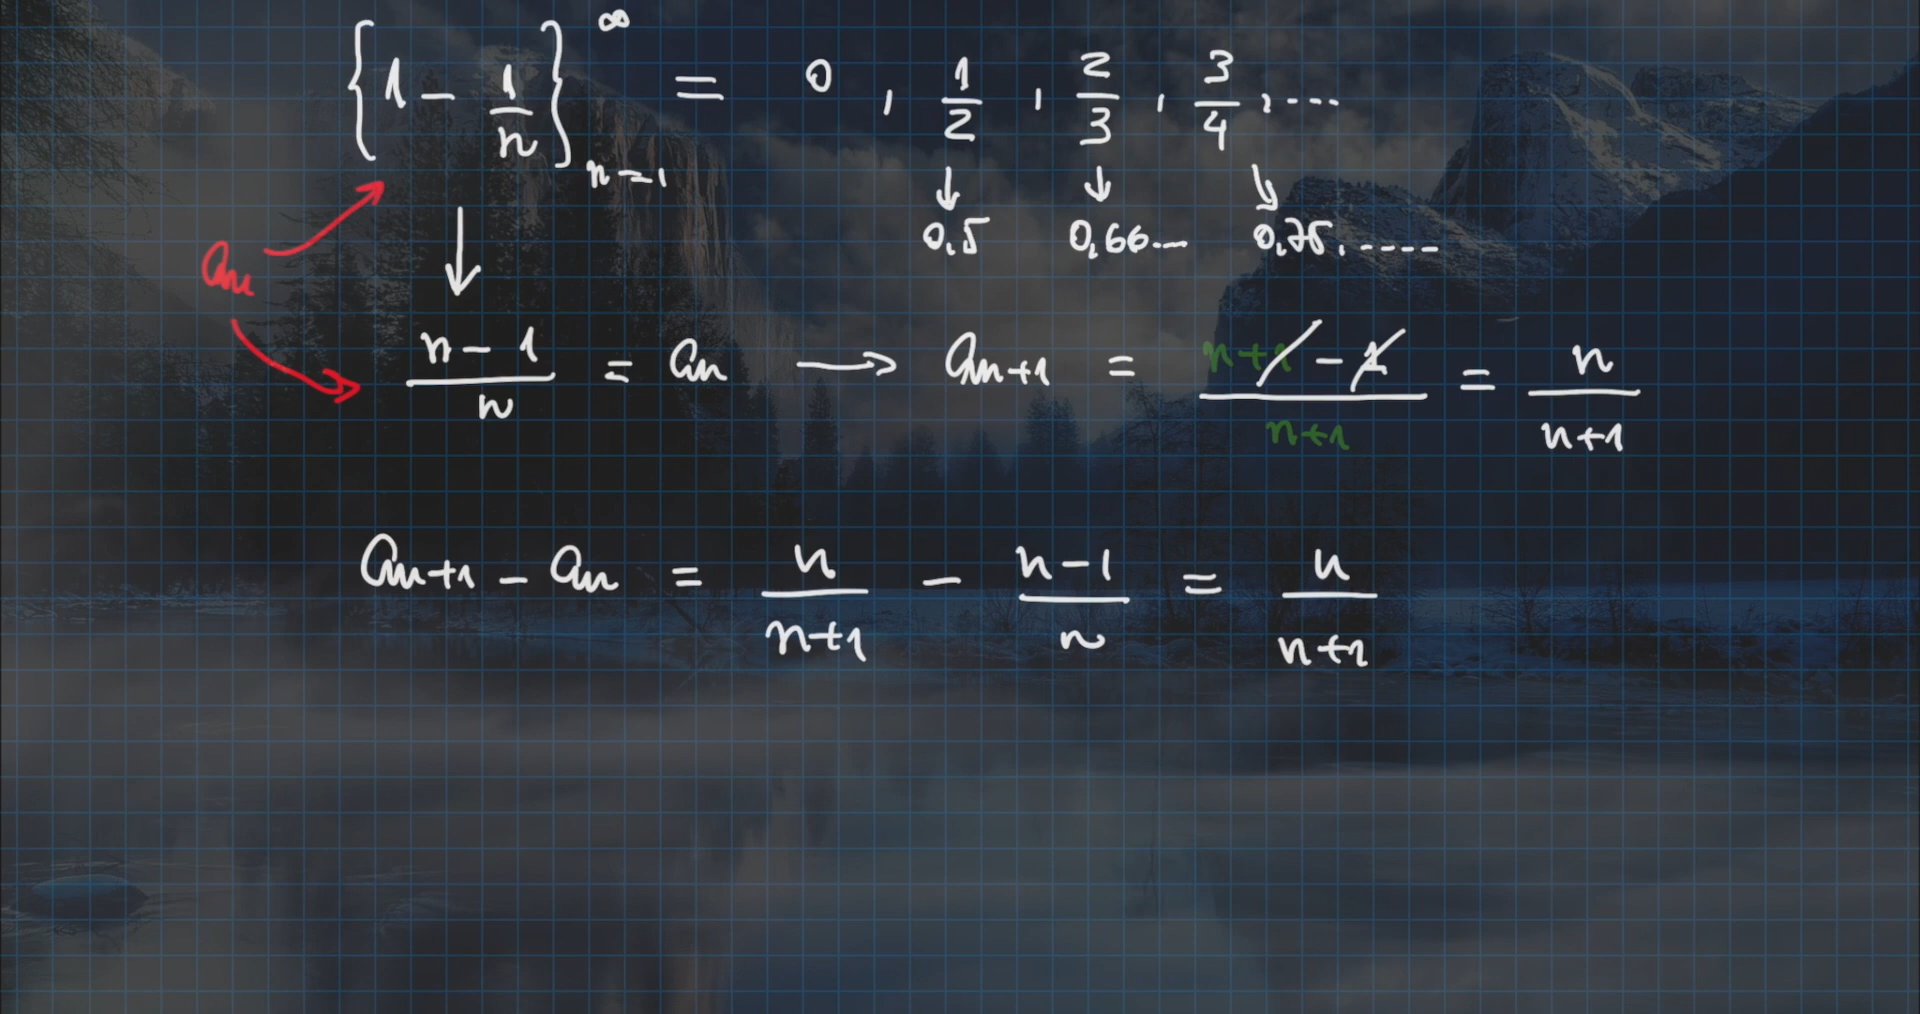 {1 - 1/n}_{n=1}^∞ = 0, 1/2, 2/3, 3/4, ....
↓ 0,5 ↓ 0,66... ↘ 0,75. .....
an
(n-1)/n = an → an+1 = (n+1-1)/(n+1) = n/(n+1)
an+1 - an = n/(n+1) - (n-1)/n = n/(n+1)